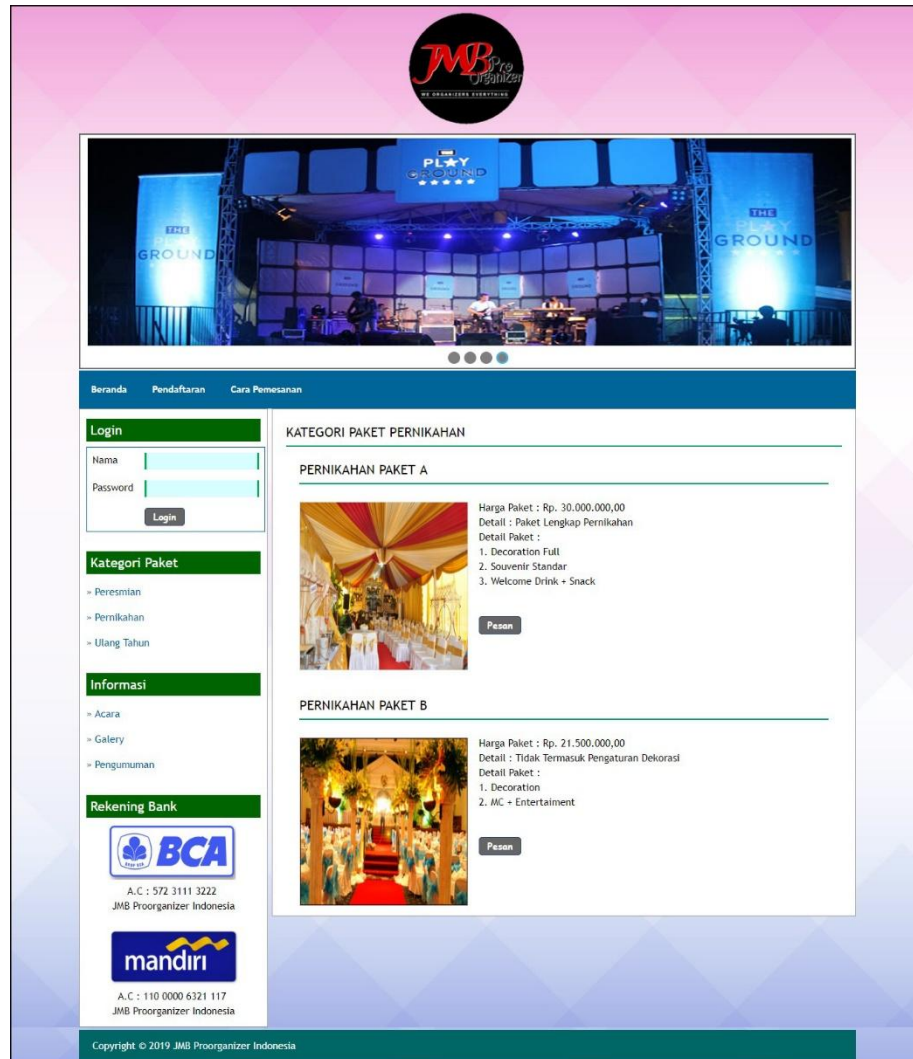 JMB Pro
Organizer
WE ORGANIZERS EVERYTHING
PLAY
GROUND
THE
PLAY
GROUND
THE
PLAY
GROUND
Beranda Pendaftaran Cara Pemesanan
Login
Nama
Password
Login
Kategori Paket
» Peresmian
» Pernikahan
» Ulang Tahun
Informasi
» Acara
» Galery
» Pengumuman
Rekening Bank
BCA
A.C : 572 3111 3222
JMB Proorganizer Indonesia
mandiri
A.C : 110 0000 6321 117
JMB Proorganizer Indonesia
KATEGORI PAKET PERNIKAHAN
PERNIKAHAN PAKET A
Harga Paket : Rp. 30.000.000,00
Detail : Paket Lengkap Pernikahan
Detail Paket :
1. Decoration Full
2. Souvenir Standar
3. Welcome Drink + Snack
Pesan
PERNIKAHAN PAKET B
Harga Paket : Rp. 21.500.000,00
Detail : Tidak Termasuk Pengaturan Dekorasi
Detail Paket :
1. Decoration
2. MC + Entertaiment
Pesan
Copyright © 2019 JMB Proorganizer Indonesia